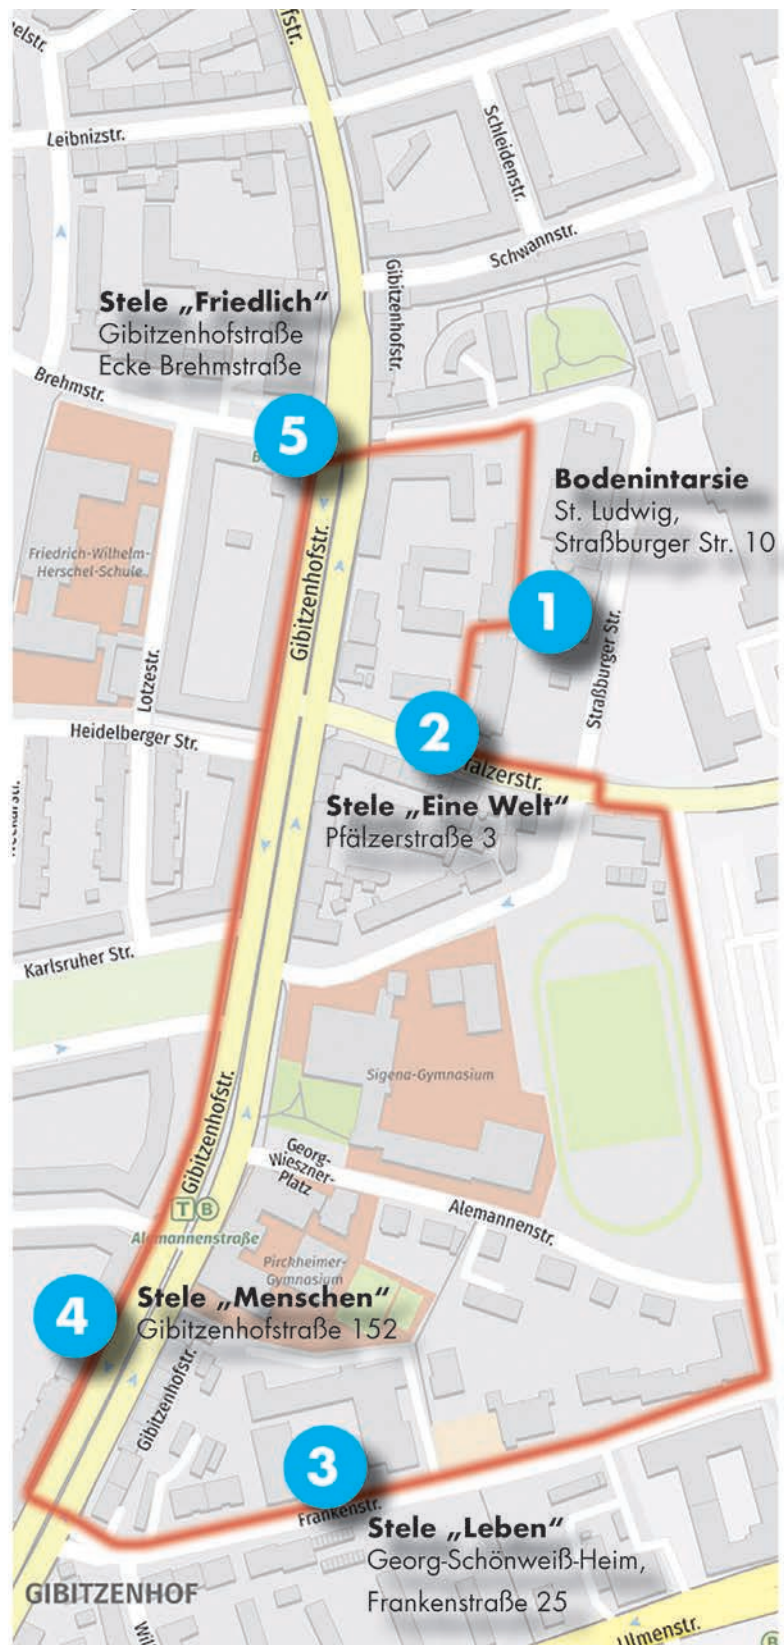 Leibnizstr.
Schleidenstr.
Schwannstr.
Gibitzenhofstr.
Stele „Friedlich“
Gibitzenhofstraße
Ecke Brehmstraße
Brehmstr.
5
Bodenintarsie
St. Ludwig,
Straßburger Str. 10
Friedrich-Wilhelm-
Herschel-Schule
Gibitzenhofstr.
1
Straßburger Str.
Lotzestr.
Heidelberger Str.
2
Stele „Eine Welt“
Pfälzerstraße 3
Karlsruher Str.
Sigena-Gymnasium
Gibitzenhofstr.
Georg-
Wieszner-
Platz
Alemannenstr.
T B
Alemannenstraße
Pirckheimer-
Gymnasium
4
Stele „Menschen“
Gibitzenhofstraße 152
Gibitzenhofstr.
3
Frankenstr.
Stele „Leben“
Georg-Schönweiß-Heim,
Frankenstraße 25
GIBITZENHOF
Ulmenstr.